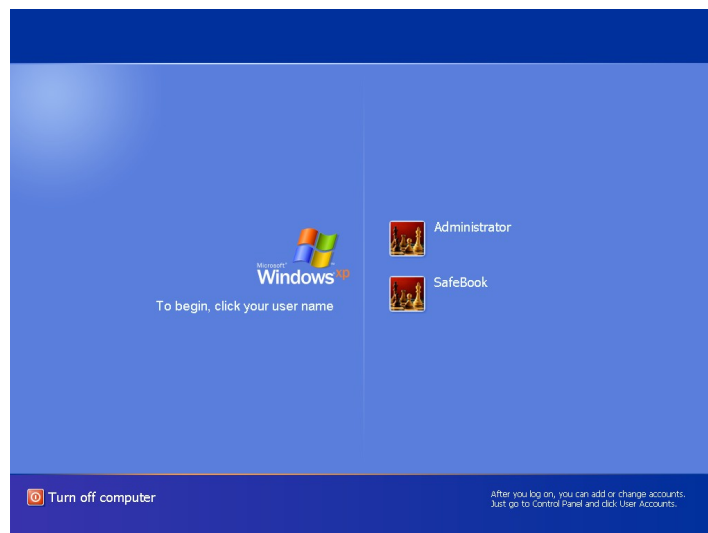 Administrator
Microsoft
Windows xp
SafeBook
To begin, click your user name
Turn off computer
After you log on, you can add or change accounts.
Just go to Control Panel and click User Accounts.